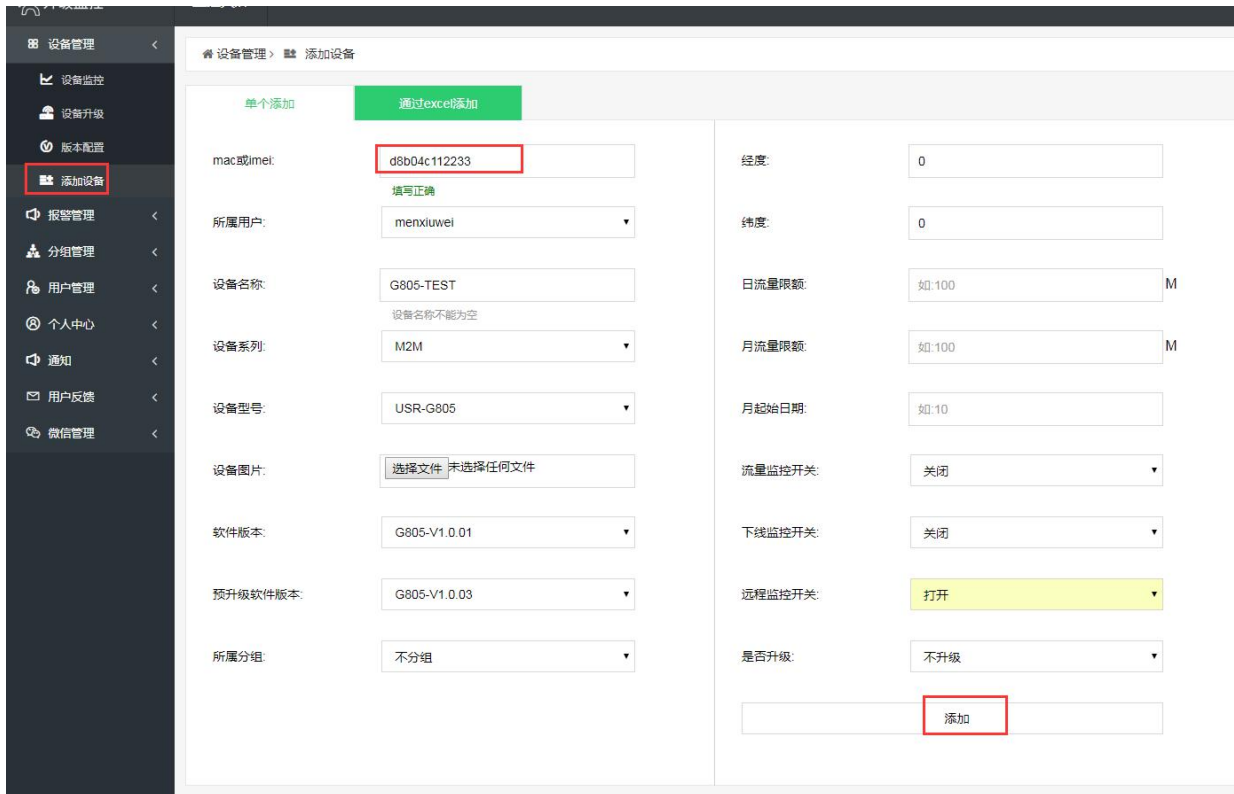 设备管理
设备监控
设备升级
版本配置
添加设备
报警管理
分组管理
用户管理
个人中心
通知
用户反馈
微信管理
设备管理> 添加设备
单个添加
通过excel添加
mac或imei: d8b04c112233
填写正确
所属用户: menxiuwei
设备名称: G805-TEST
设备名称不能为空
设备系列: M2M
设备型号: USR-G805
设备图片: 选择文件 未选择任何文件
软件版本: G805-V1.0.01
预升级软件版本: G805-V1.0.03
所属分组: 不分组
经度: 0
纬度: 0
日流量限额: 如:100 M
月流量限额: 如:100 M
月起始日期: 如:10
流量监控开关: 关闭
下线监控开关: 关闭
远程监控开关: 打开
是否升级: 不升级
添加